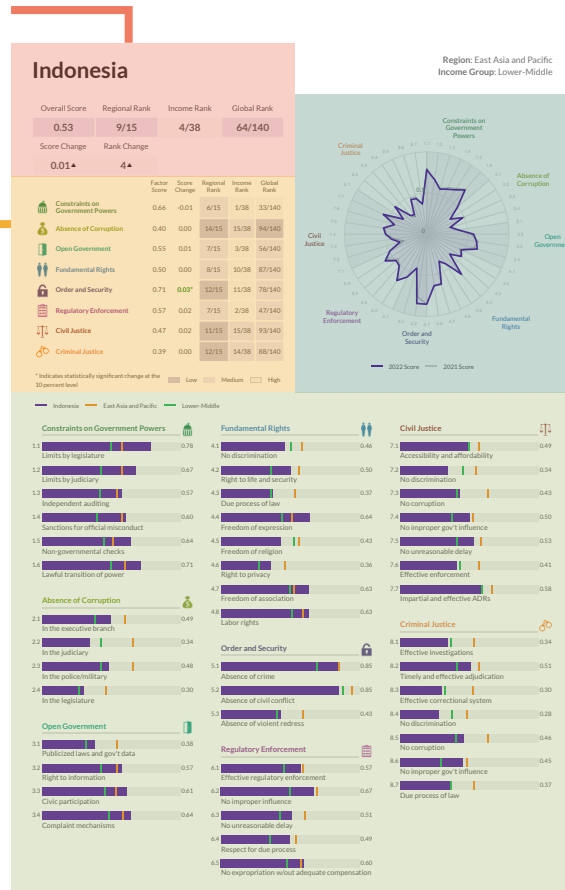 Indonesia
Region: East Asia and Pacific
Income Group: Lower-Middle
Overall Score Regional Rank Income Rank Global Rank
0.53 9/15 4/38 64/140
Score Change Rank Change
0.01▲ 4▲
Factor Score Score Change Regional Rank Income Rank Global Rank
Constraints on Government Powers 0.66 -0.01 6/15 1/38 33/140
Absence of Corruption 0.40 0.00 14/15 15/38 94/140
Open Government 0.55 0.01 7/15 3/38 56/140
Fundamental Rights 0.50 0.00 8/15 10/38 87/140
Order and Security 0.71 0.03* 12/15 11/38 78/140
Regulatory Enforcement 0.57 0.02 7/15 2/38 47/140
Civil Justice 0.47 0.02 11/15 15/38 93/140
Criminal Justice 0.39 0.00 12/15 14/38 88/140
* Indicates statistically significant change at the
10 percent level
Low Medium High
Constraints on
Government
Powers
Criminal
Justice
Absence of
Corruption
Civil
Justice
Open
Governme
Regulatory
Enforcement
Fundamental
Rights
Order and
Security
0
2022 Score 2021 Score
Indonesia East Asia and Pacific Lower-Middle
Constraints on Government Powers
1.1 0.78
Limits by legislature
1.2 0.67
Limits by judiciary
1.3 0.57
Independent auditing
1.4 0.60
Sanctions for official misconduct
1.5 0.64
Non-governmental checks
1.6 0.71
Lawful transition of power
Absence of Corruption
2.1 0.49
In the executive branch
2.2 0.34
In the judiciary
2.3 0.48
In the police/military
2.4 0.30
In the legislature
Open Government
3.1 0.38
Publicized laws and gov't data
3.2 0.57
Right to information
3.3 0.61
Civic participation
3.4 0.64
Complaint mechanisms
Fundamental Rights
4.1 0.46
No discrimination
4.2 0.50
Right to life and security
4.3 0.37
Due process of law
4.4 0.64
Freedom of expression
4.5 0.43
Freedom of religion
4.6 0.36
Right to privacy
4.7 0.63
Freedom of association
4.8 0.63
Labor rights
Order and Security
5.1 0.85
Absence of crime
5.2 0.85
Absence of civil conflict
5.3 0.43
Absence of violent redress
Regulatory Enforcement
6.1 0.57
Effective regulatory enforcement
6.2 0.67
No improper influence
6.3 0.51
No unreasonable delay
6.4 0.49
Respect for due process
6.5 0.60
No expropriation w/out adequate compensation
Civil Justice
7.1 0.49
Accessibility and affordability
7.2 0.34
No discrimination
7.3 0.43
No corruption
7.4 0.50
No improper gov't influence
7.5 0.53
No unreasonable delay
7.6 0.41
Effective enforcement
7.7 0.58
Impartial and effective ADRs
Criminal Justice
8.1 0.34
Effective investigations
8.2 0.51
Timely and effective adjudication
8.3 0.30
Effective correctional system
8.4 0.28
No discrimination
8.5 0.46
No corruption
8.6 0.45
No improper gov't influence
8.7 0.37
Due process of law